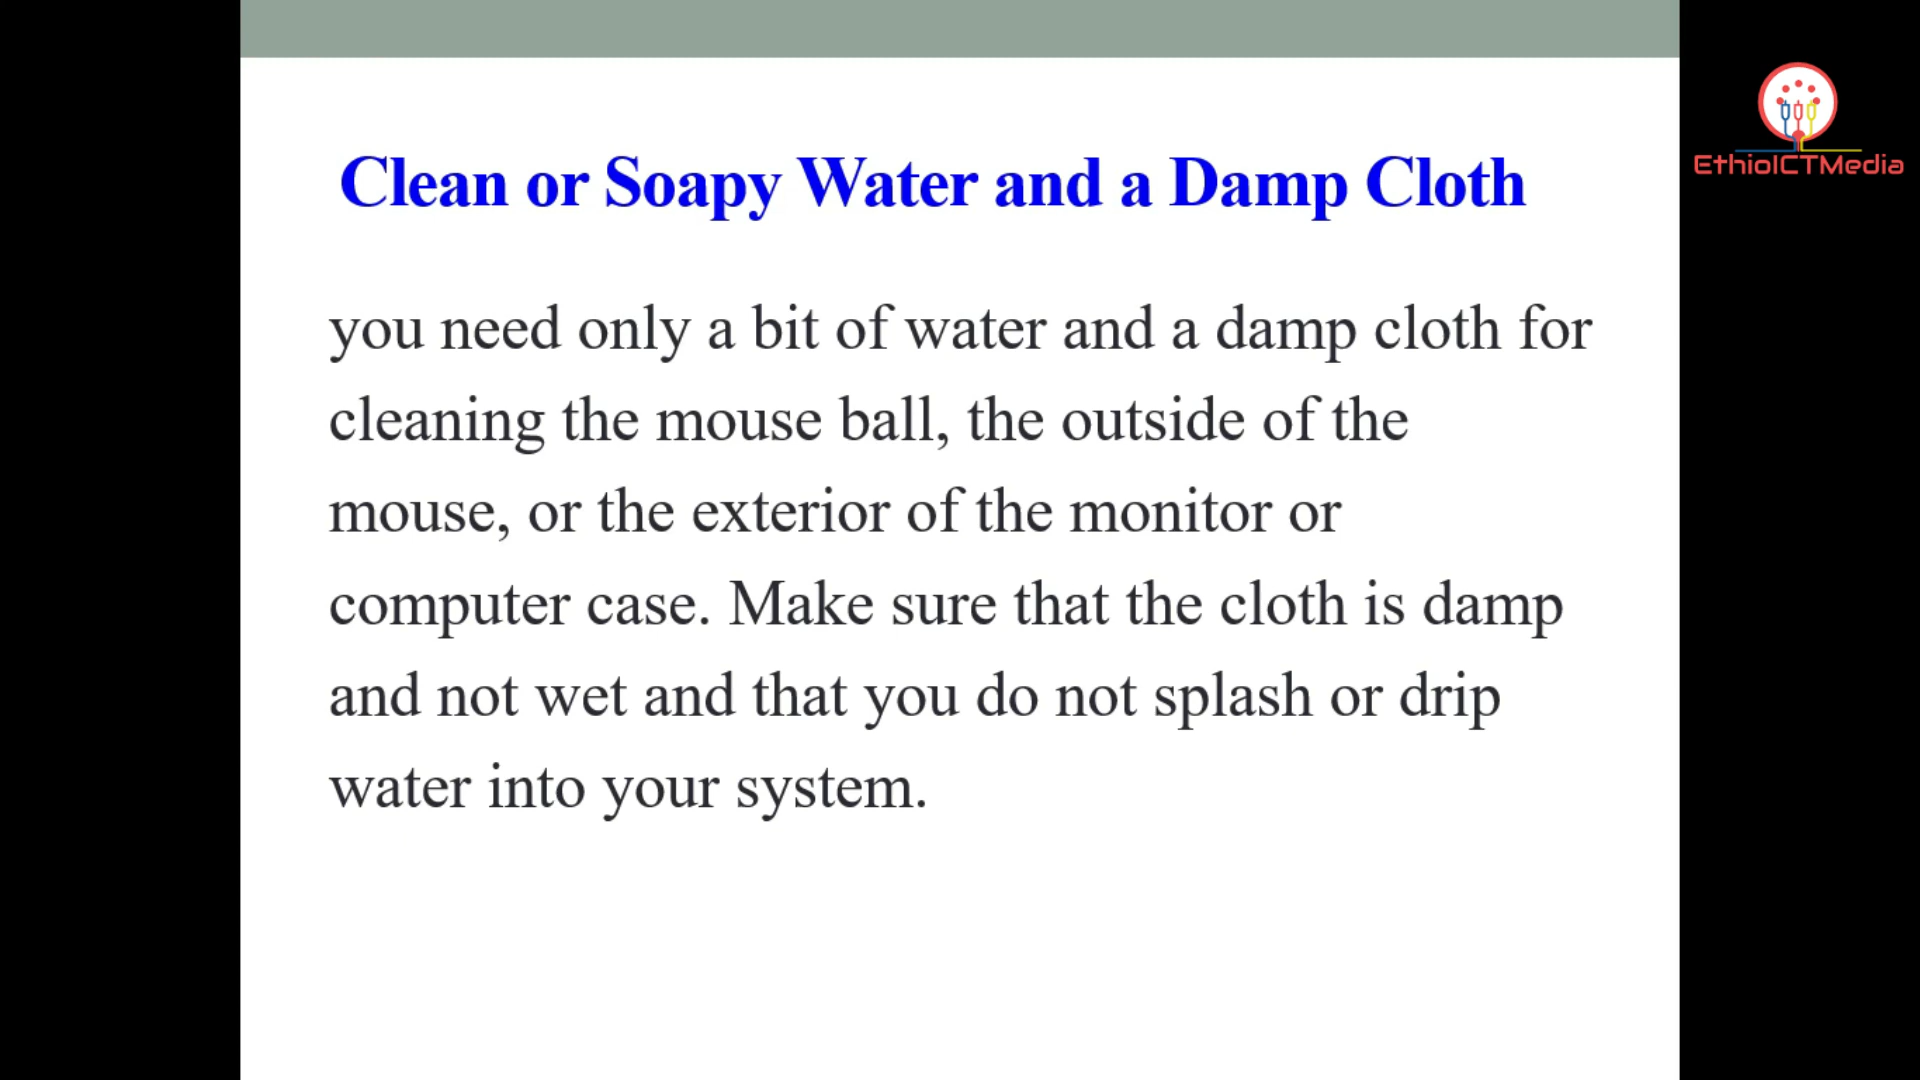 Clean or Soapy Water and a Damp Cloth
you need only a bit of water and a damp cloth for
cleaning the mouse ball, the outside of the
mouse, or the exterior of the monitor or
computer case. Make sure that the cloth is damp
and not wet and that you do not splash or drip
water into your system.
EthioICTMedia